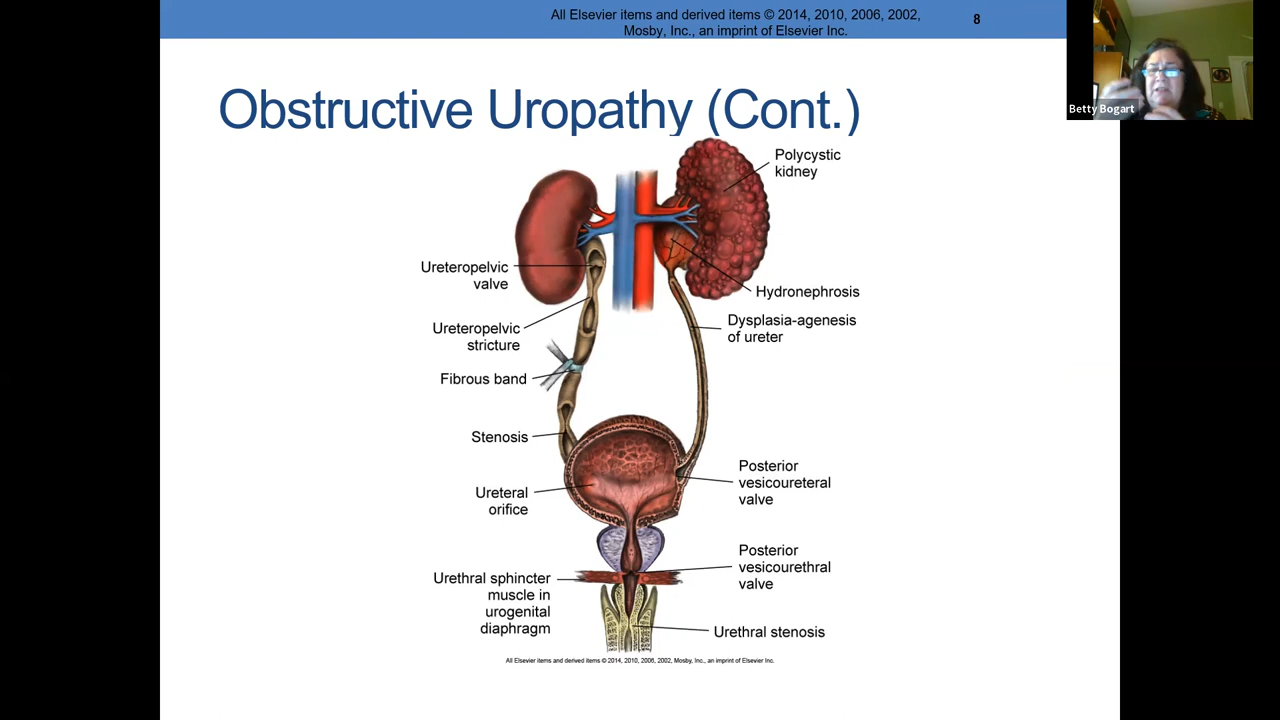 All Elsevier items and derived items © 2014, 2010, 2006, 2002,
Mosby, Inc., an imprint of Elsevier Inc.
8
Betty Bogart
Obstructive Uropathy (Cont.)
Polycystic
kidney
Ureteropelvic
valve
Hydronephrosis
Ureteropelvic
stricture
Dysplasia-agenesis
of ureter
Fibrous band
Stenosis
Ureteral
orifice
Posterior
vesicoureteral
valve
Posterior
vesicourethral
valve
Urethral sphincter
muscle in
urogenital
diaphragm
Urethral stenosis
All Elsevier items and derived items © 2014, 2010, 2006, 2002, Mosby, Inc., an imprint of Elsevier Inc.